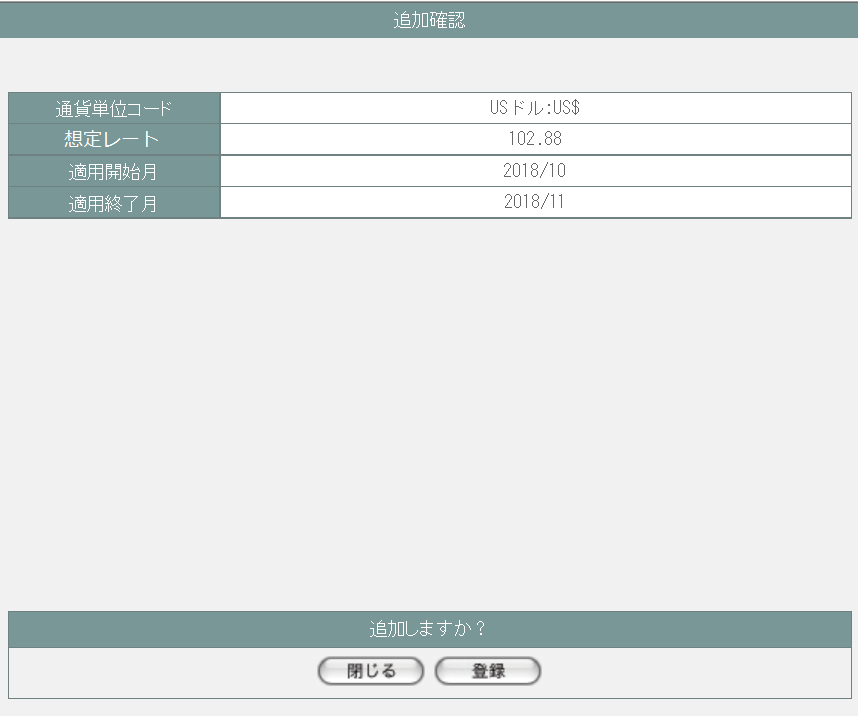 追加確認
通貨単位コード USドル:US$
想定レート 102.88
適用開始月 2018/10
適用終了月 2018/11
追加しますか？
閉じる 登録